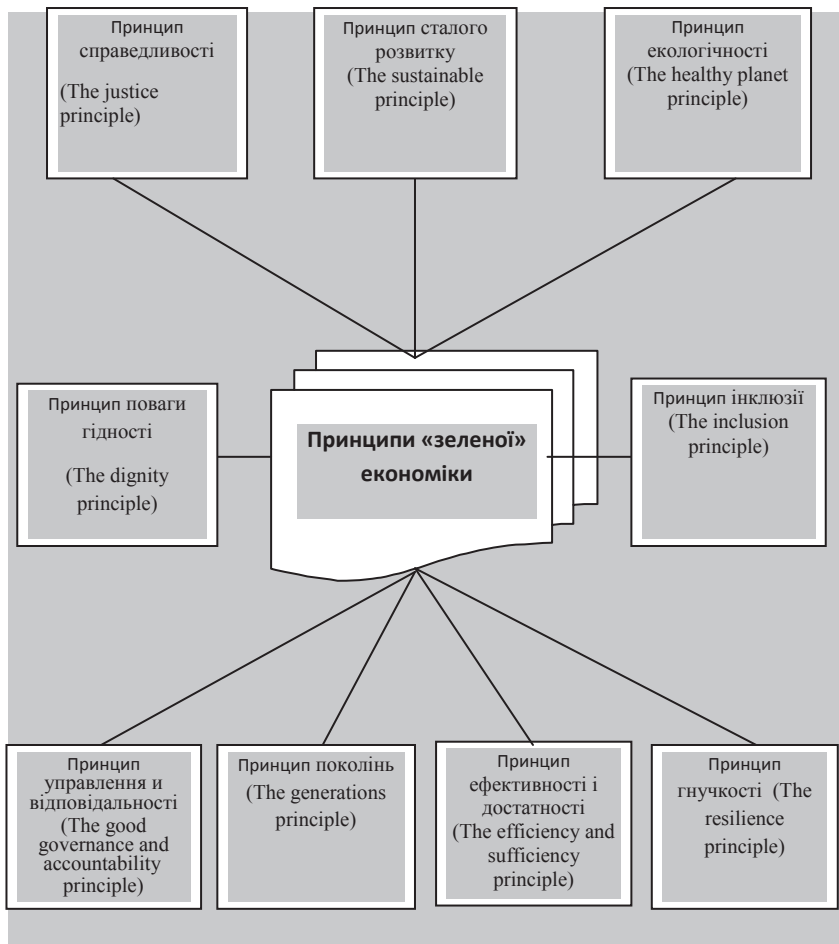 Принцип
справедливості
(The justice
principle)
Принцип сталого
розвитку
(The sustainable
principle)
Принцип
екологічності
(The healthy planet
principle)
Принцип поваги
гідності
(The dignity
principle)
Принципи «зеленої»
економіки
Принцип інклюзії
(The inclusion
principle)
Принцип
управління и
відповідальності
(The good
governance and
accountability
principle)
Принцип поколінь
(The generations
principle)
Принцип
ефективності і
достатності
(The efficiency and
sufficiency
principle)
Принцип
гнучкості (The
resilience
principle)